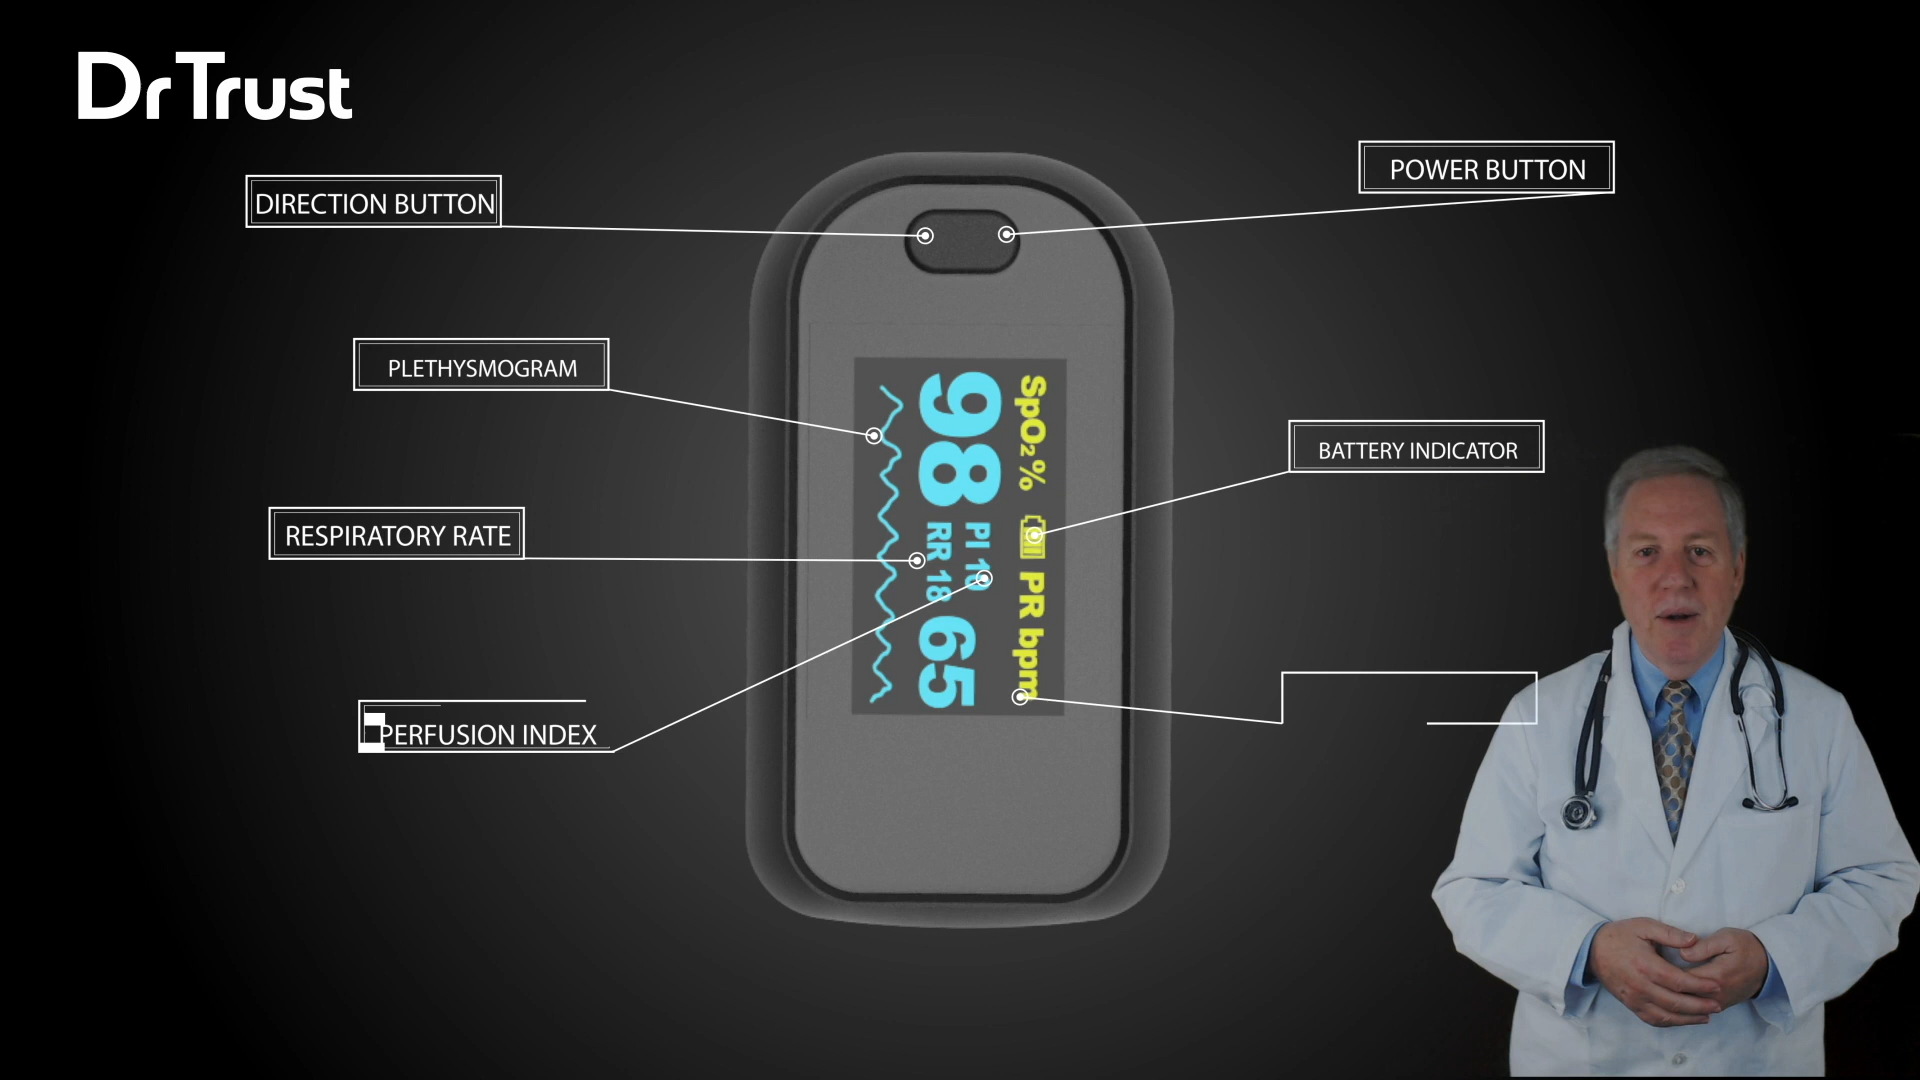 Dr Trust
POWER BUTTON
DIRECTION BUTTON
PLETHYSMOGRAM
BATTERY INDICATOR
RESPIRATORY RATE
PERFUSION INDEX
SpO₂% PR bpm
98
PI 10
RR 18
65